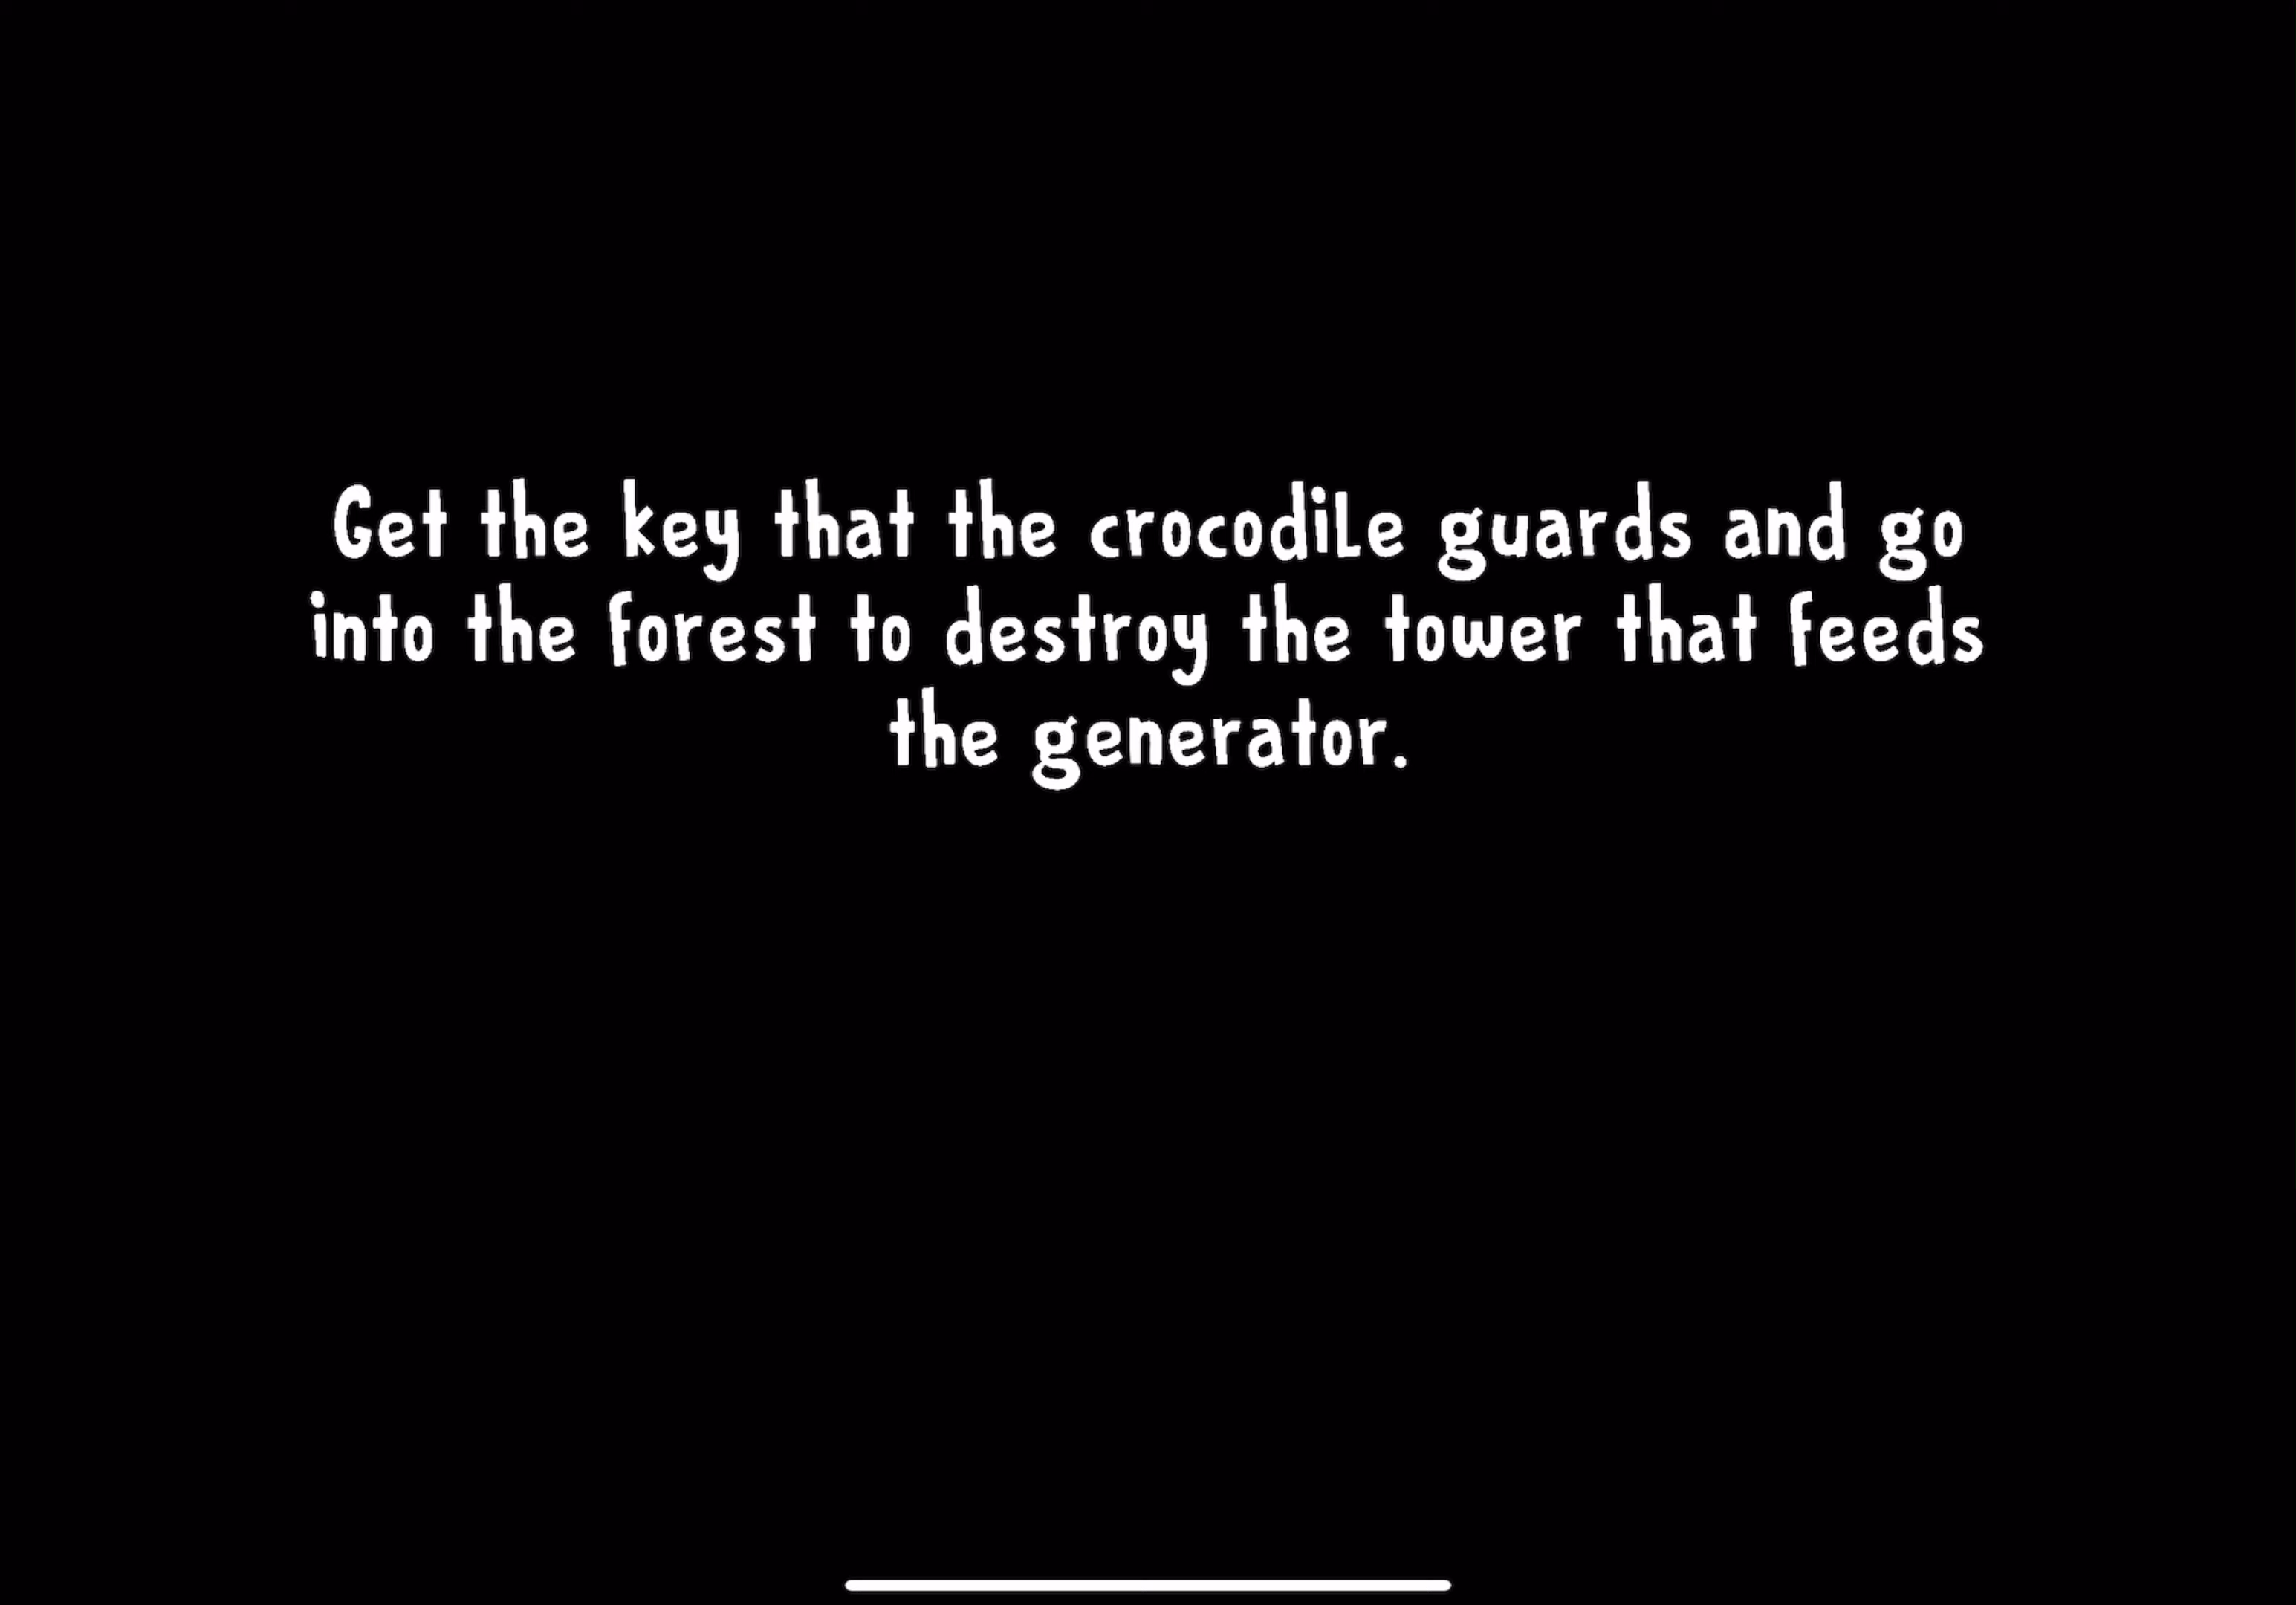 Get the key that the crocodile guards and go
into the forest to destroy the tower that feeds
the generator.